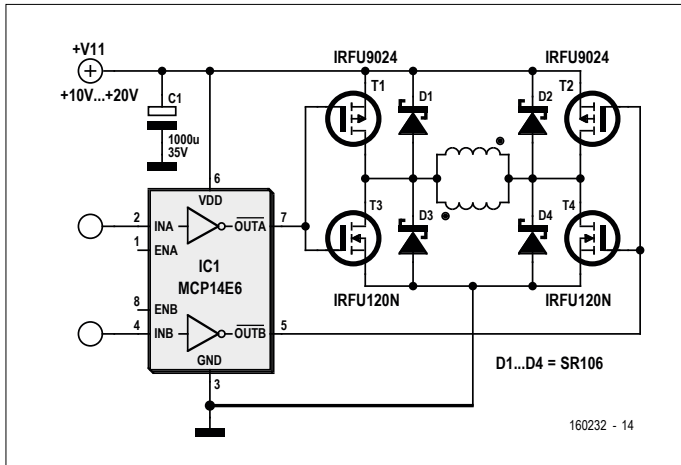 +V11
+10V...+20V
C1
1000u
35V
IRFU9024
IRFU9024
T1
D1
D2
T2
6
VDD
2
INA
OUTA
7
1
ENA
IC1
MCP14E6
8
ENB
4
INB
OUTB
5
GND
3
T3
D3
D4
T4
IRFU120N
IRFU120N
D1...D4 = SR106
160232 - 14